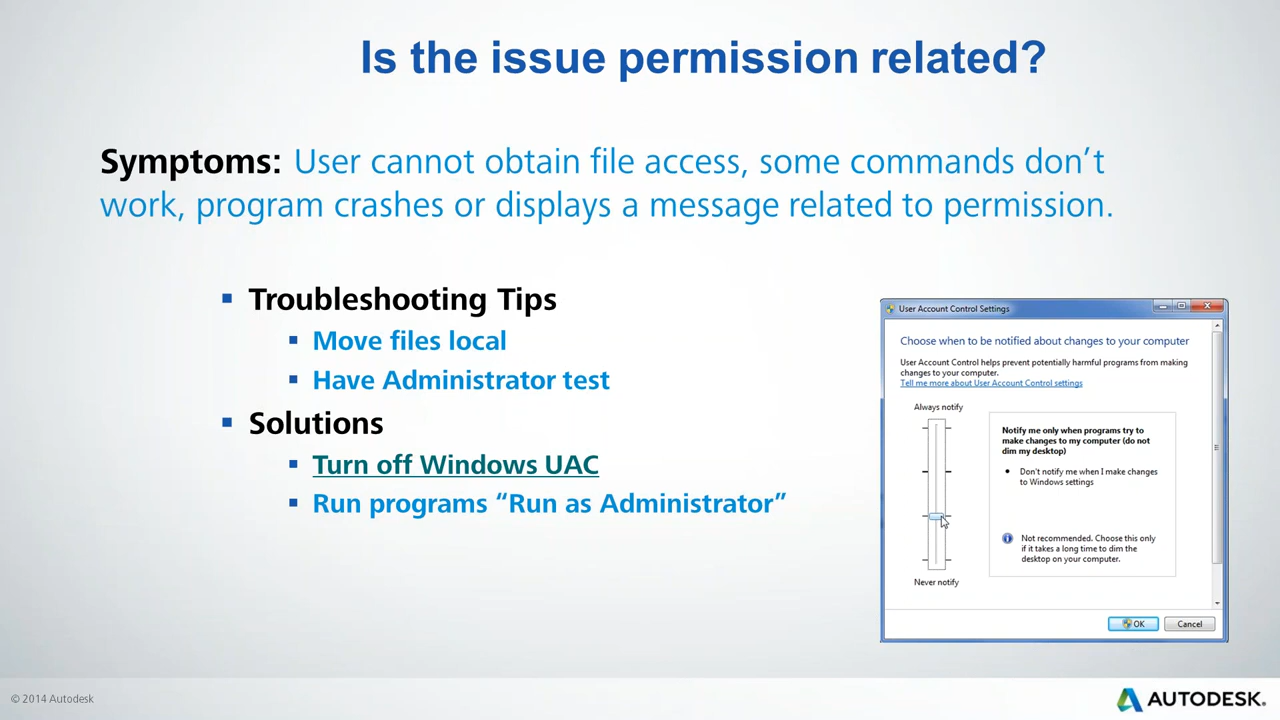 Is the issue permission related?
Symptoms: User cannot obtain file access, some commands don’t
work, program crashes or displays a message related to permission.
Troubleshooting Tips
Move files local
Have Administrator test
Solutions
Turn off Windows UAC
Run programs “Run as Administrator”
User Account Control Settings
Choose when to be notified about changes to your computer
User Account Control helps prevent potentially harmful programs from making
changes to your computer.
Tell me more about User Account Control settings
Always notify
Notify me only when programs try to
make changes to my computer (do not
dim my desktop)
Don't notify me when I make changes
to Windows settings
Not recommended. Choose this only
if it takes a long time to dim the
desktop on your computer.
Never notify
OK
Cancel
© 2014 Autodesk
AUTODESK.